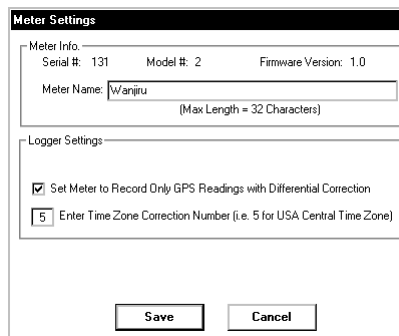 Meter Settings
Meter Info.
Serial #: 131 Model #: 2 Firmware Version: 1.0
Meter Name: Wanjiru
(Max Length = 32 Characters)
Logger Settings
Set Meter to Record Only GPS Readings with Differential Correction
5 Enter Time Zone Correction Number (i.e. 5 for USA Central Time Zone)
Save Cancel